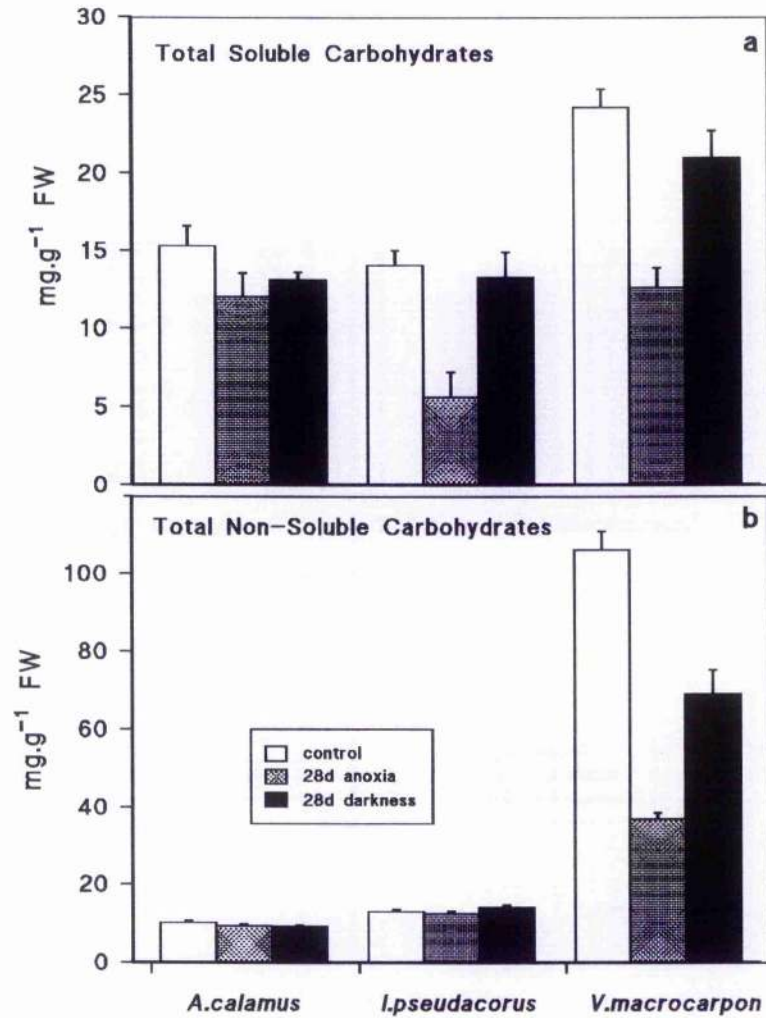 30
Total Soluble Carbohydrates
a
25
20
15
10
5
0
mg.g⁻¹ FW
Total Non-Soluble Carbohydrates
b
100
80
60
40
20
0
mg.g⁻¹ FW
control
28d anoxia
28d darkness
A.calamus I.pseudacorus V.macrocarpon